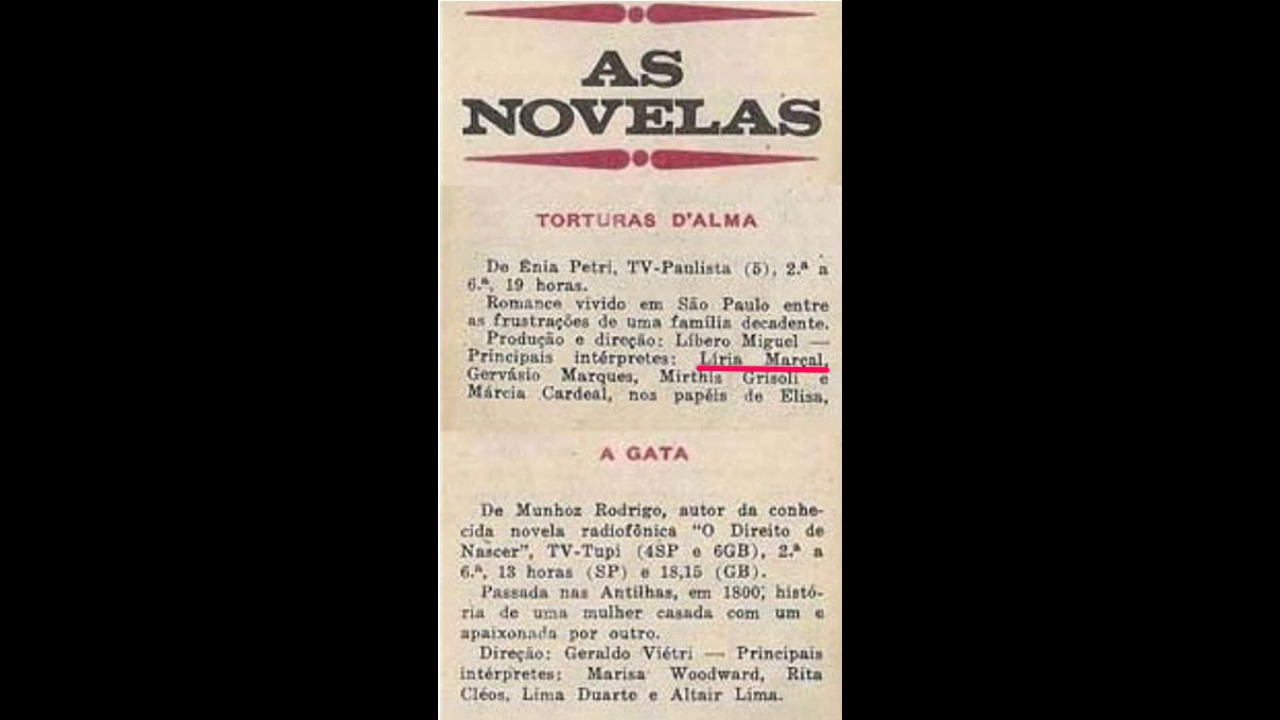 AS
NOVELAS
TORTURAS D'ALMA
De Ênia Petri, TV-Paulista (5), 2.ª a
6.ª, 19 horas.
Romance vivido em São Paulo entre
as frustrações de uma família decadente.
Produção e direção: Líbero Miguel —
Principais intérpretes: Líria Marçal,
Gervásio Marques, Mirthis Grisoli e
Márcia Cardeal, nos papéis de Elisa,
A GATA
De Munhoz Rodrigo, autor da conhe-
cida novela radiofônica "O Direito de
Nascer", TV-Tupi (4SP e 6GB), 2.ª a
6.ª, 13 horas (SP) e 18,15 (GB).
Passada nas Antilhas, em 1800, histó-
ria de uma mulher casada com um e
apaixonada por outro.
Direção: Geraldo Viétri — Principais
intérpretes: Marisa Woodward, Rita
Cléos, Lima Duarte e Altair Lima.